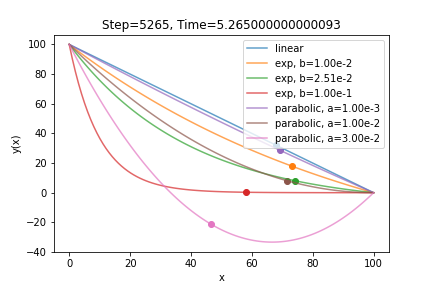 Step=5265, Time=5.265000000000093
y(x)
100
80
60
40
20
0
−20
−40
linear
exp, b=1.00e-2
exp, b=2.51e-2
exp, b=1.00e-1
parabolic, a=1.00e-3
parabolic, a=1.00e-2
parabolic, a=3.00e-2
0 20 40 60 80 100
x